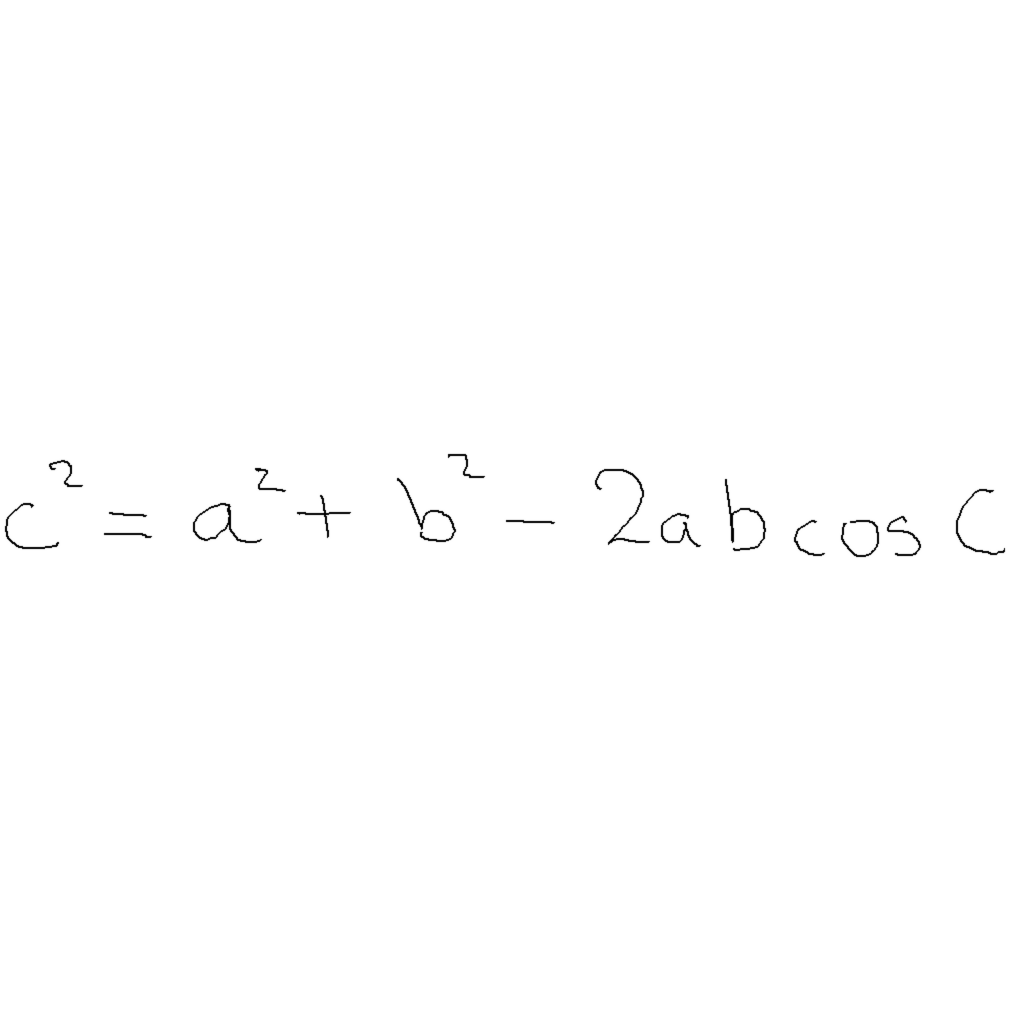 c² = a² + b² − 2ab cos C